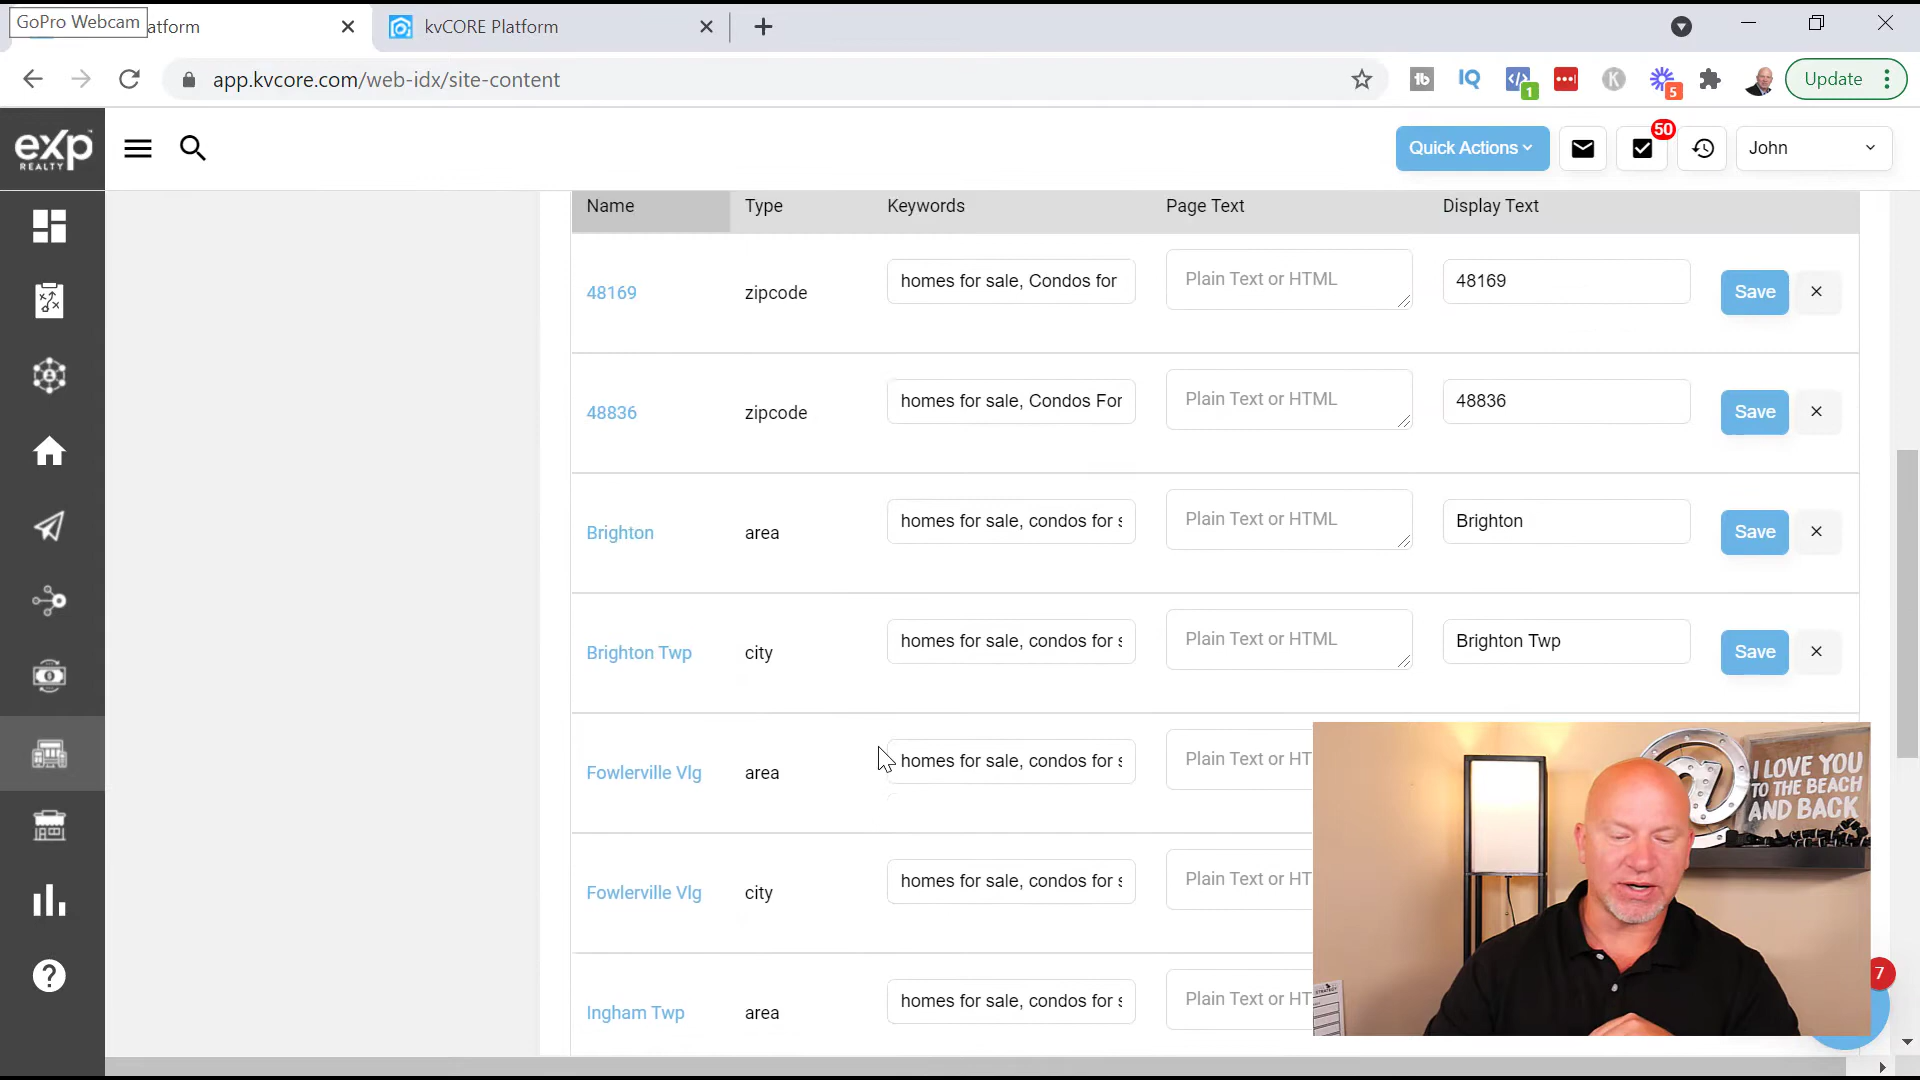 GoPro Webcam
atform
kvCORE Platform
app.kvcore.com/web-idx/site-content
1
5
Update
exp
REALTY
Quick Actions
50
John
Name Type Keywords Page Text Display Text
48169 zipcode homes for sale, Condos for Plain Text or HTML 48169 Save
48836 zipcode homes for sale, Condos For Plain Text or HTML 48836 Save
Brighton area homes for sale, condos for s Plain Text or HTML Brighton Save
Brighton Twp city homes for sale, condos for s Plain Text or HTML Brighton Twp Save
Fowlerville Vlg area homes for sale, condos for s Plain Text or HT
Fowlerville Vlg city homes for sale, condos for s Plain Text or HT
Ingham Twp area homes for sale, condos for s Plain Text or HT
I LOVE YOU
TO THE BEACH
AND BACK
STRATEGY
7